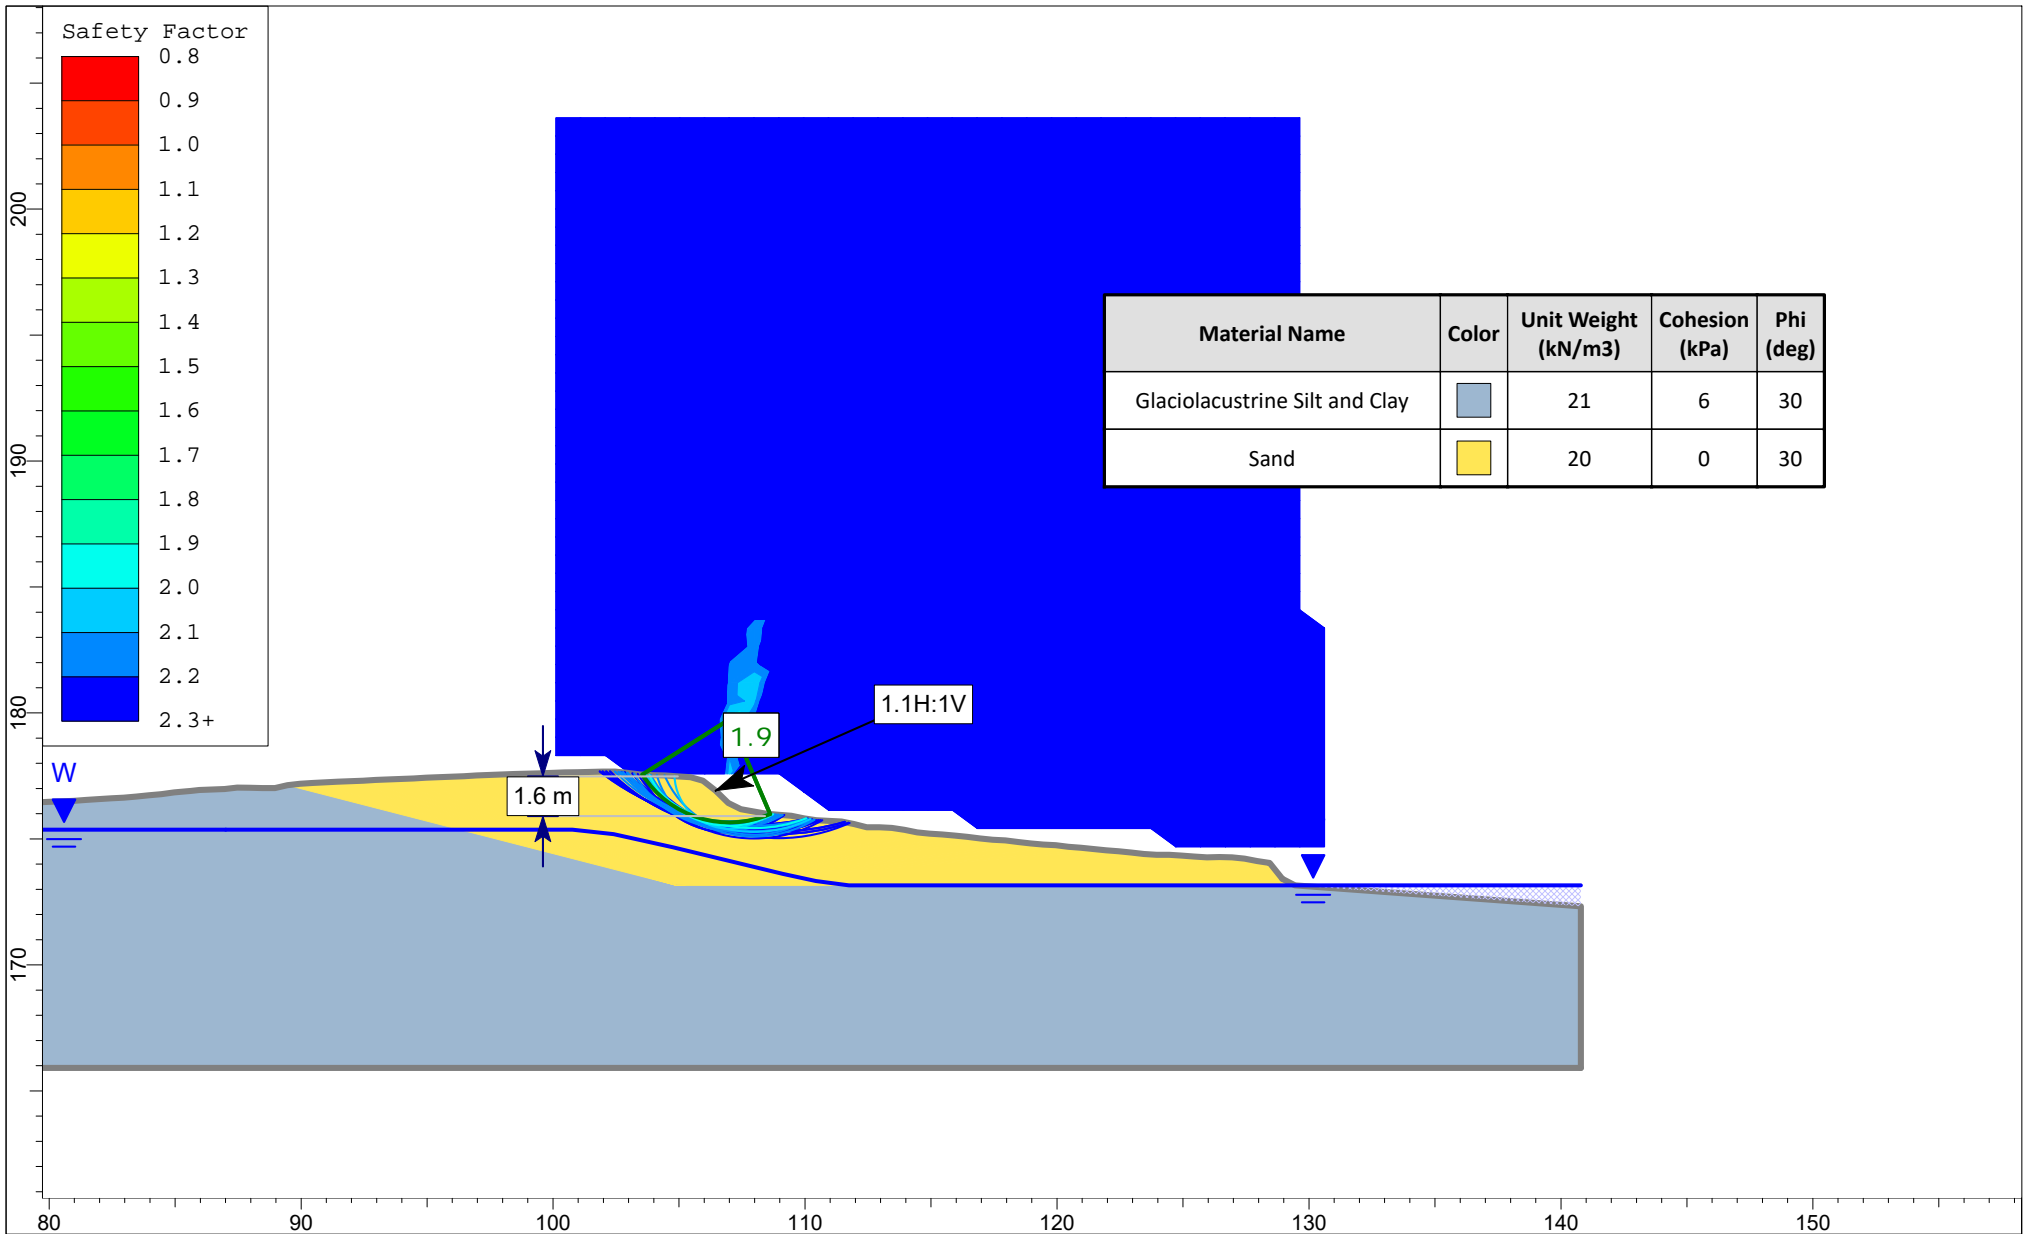 Safety Factor
0.8
0.9
1.0
1.1
1.2
1.3
1.4
1.5
1.6
1.7
1.8
1.9
2.0
2.1
2.2
2.3+
200
190
180
170
Material Name Color Unit Weight (kN/m3) Cohesion (kPa) Phi (deg)
Glaciolacustrine Silt and Clay 21 6 30
Sand 20 0 30
1.1H:1V
1.9
W
1.6 m
80 90 100 110 120 130 140 150